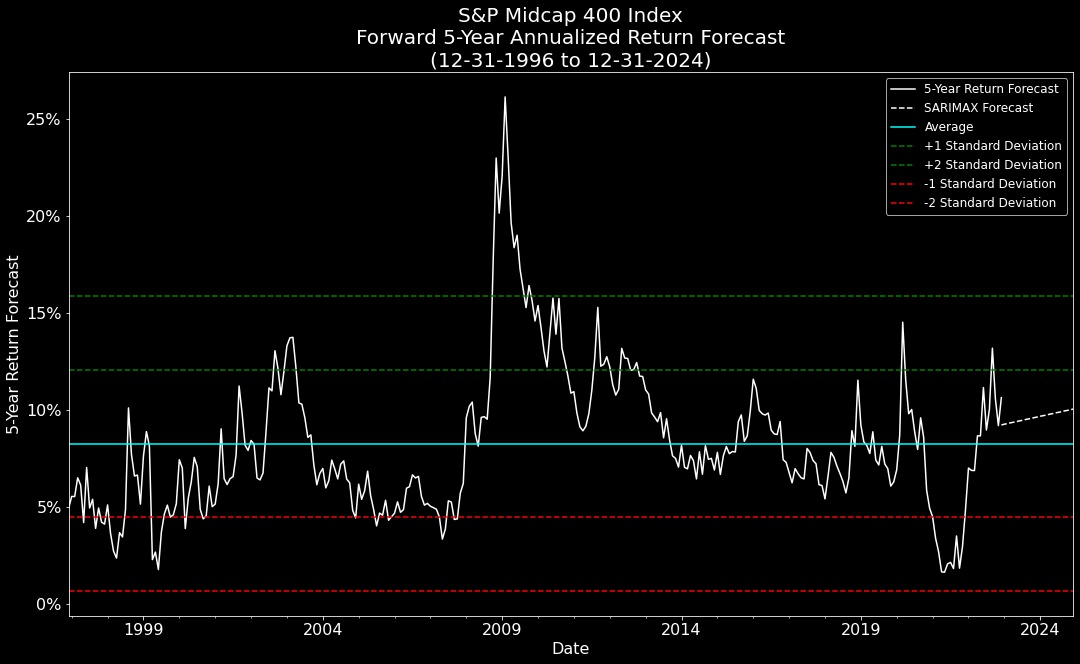 S&P Midcap 400 Index
Forward 5-Year Annualized Return Forecast
(12-31-1996 to 12-31-2024)
5-Year Return Forecast
SARIMAX Forecast
Average
+1 Standard Deviation
+2 Standard Deviation
-1 Standard Deviation
-2 Standard Deviation
5-Year Return Forecast
25%
20%
15%
10%
5%
0%
1999
2004
2009
2014
2019
2024
Date